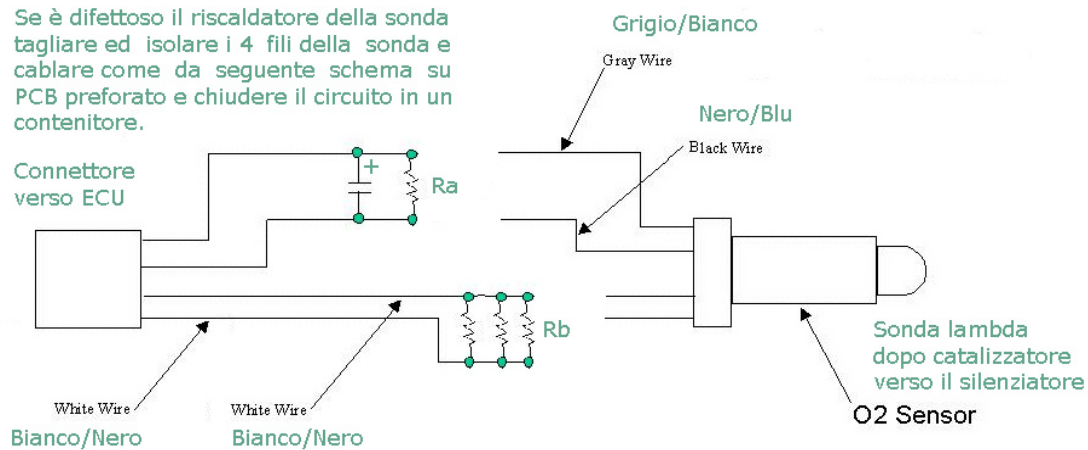 Se è difettoso il riscaldatore della sonda
tagliare ed isolare i 4 fili della sonda e
cablare come da seguente schema su
PCB preforato e chiudere il circuito in un
contenitore.
Grigio/Bianco
Gray Wire
Nero/Blu
Black Wire
Connettore
verso ECU
+
Ra
Rb
Sonda lambda
dopo catalizzatore
verso il silenziatore
O2 Sensor
White Wire
Bianco/Nero
White Wire
Bianco/Nero